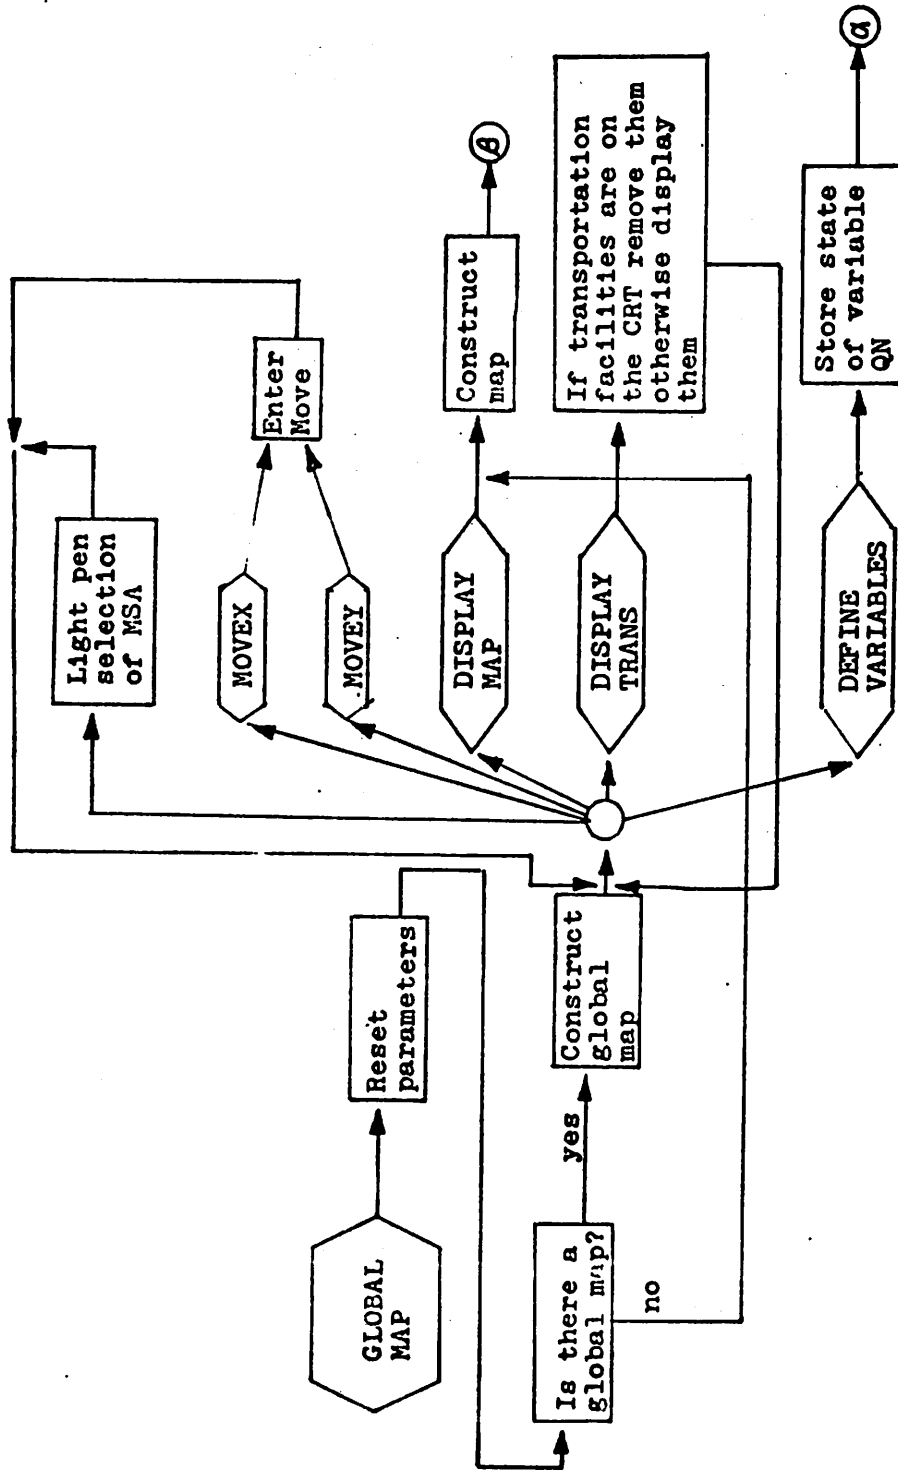 GLOBAL
MAP
Reset
parameters
Is there a
global map?
yes
no
Construct
global
map
Light pen
selection
of MSA
MOVEX
MOVEY
Enter
Move
DISPLAY
MAP
Construct
map
β
DISPLAY
TRANS
If transportation
facilities are on
the CRT remove them
otherwise display
them
DEFINE
VARIABLES
Store state
of variable
QN
α